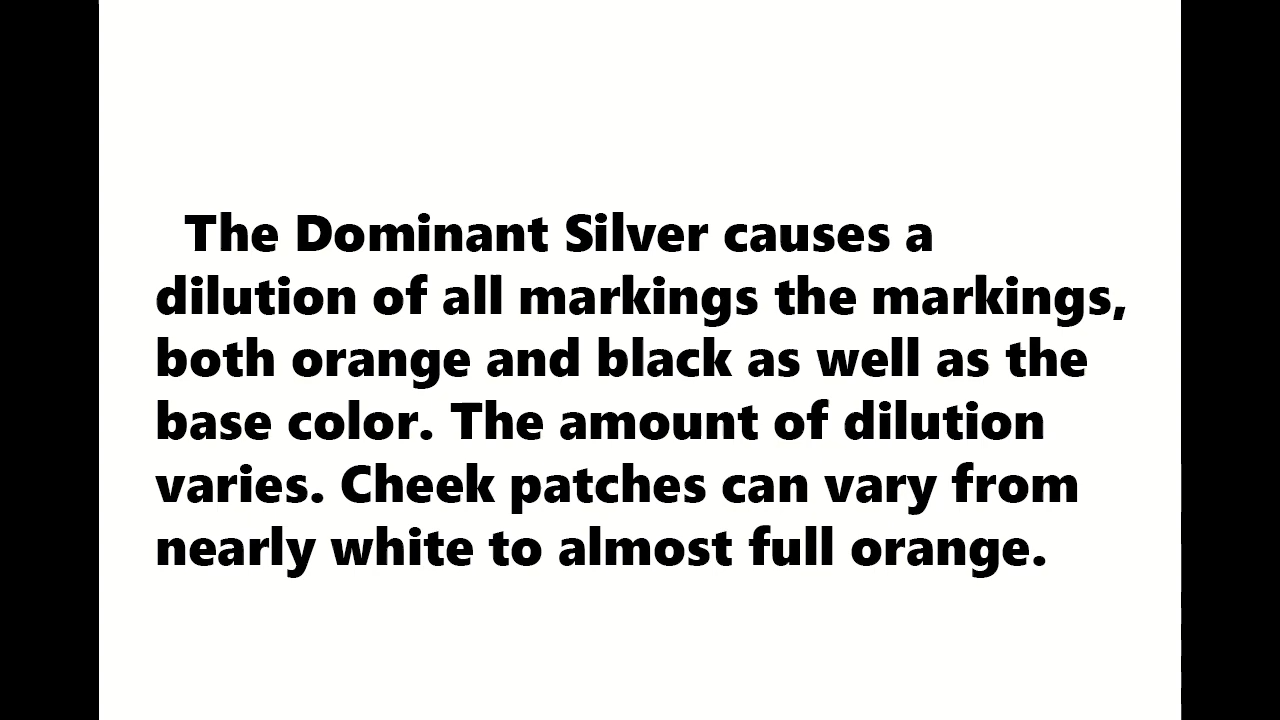 The Dominant Silver causes a
dilution of all markings the markings,
both orange and black as well as the
base color. The amount of dilution
varies. Cheek patches can vary from
nearly white to almost full orange.